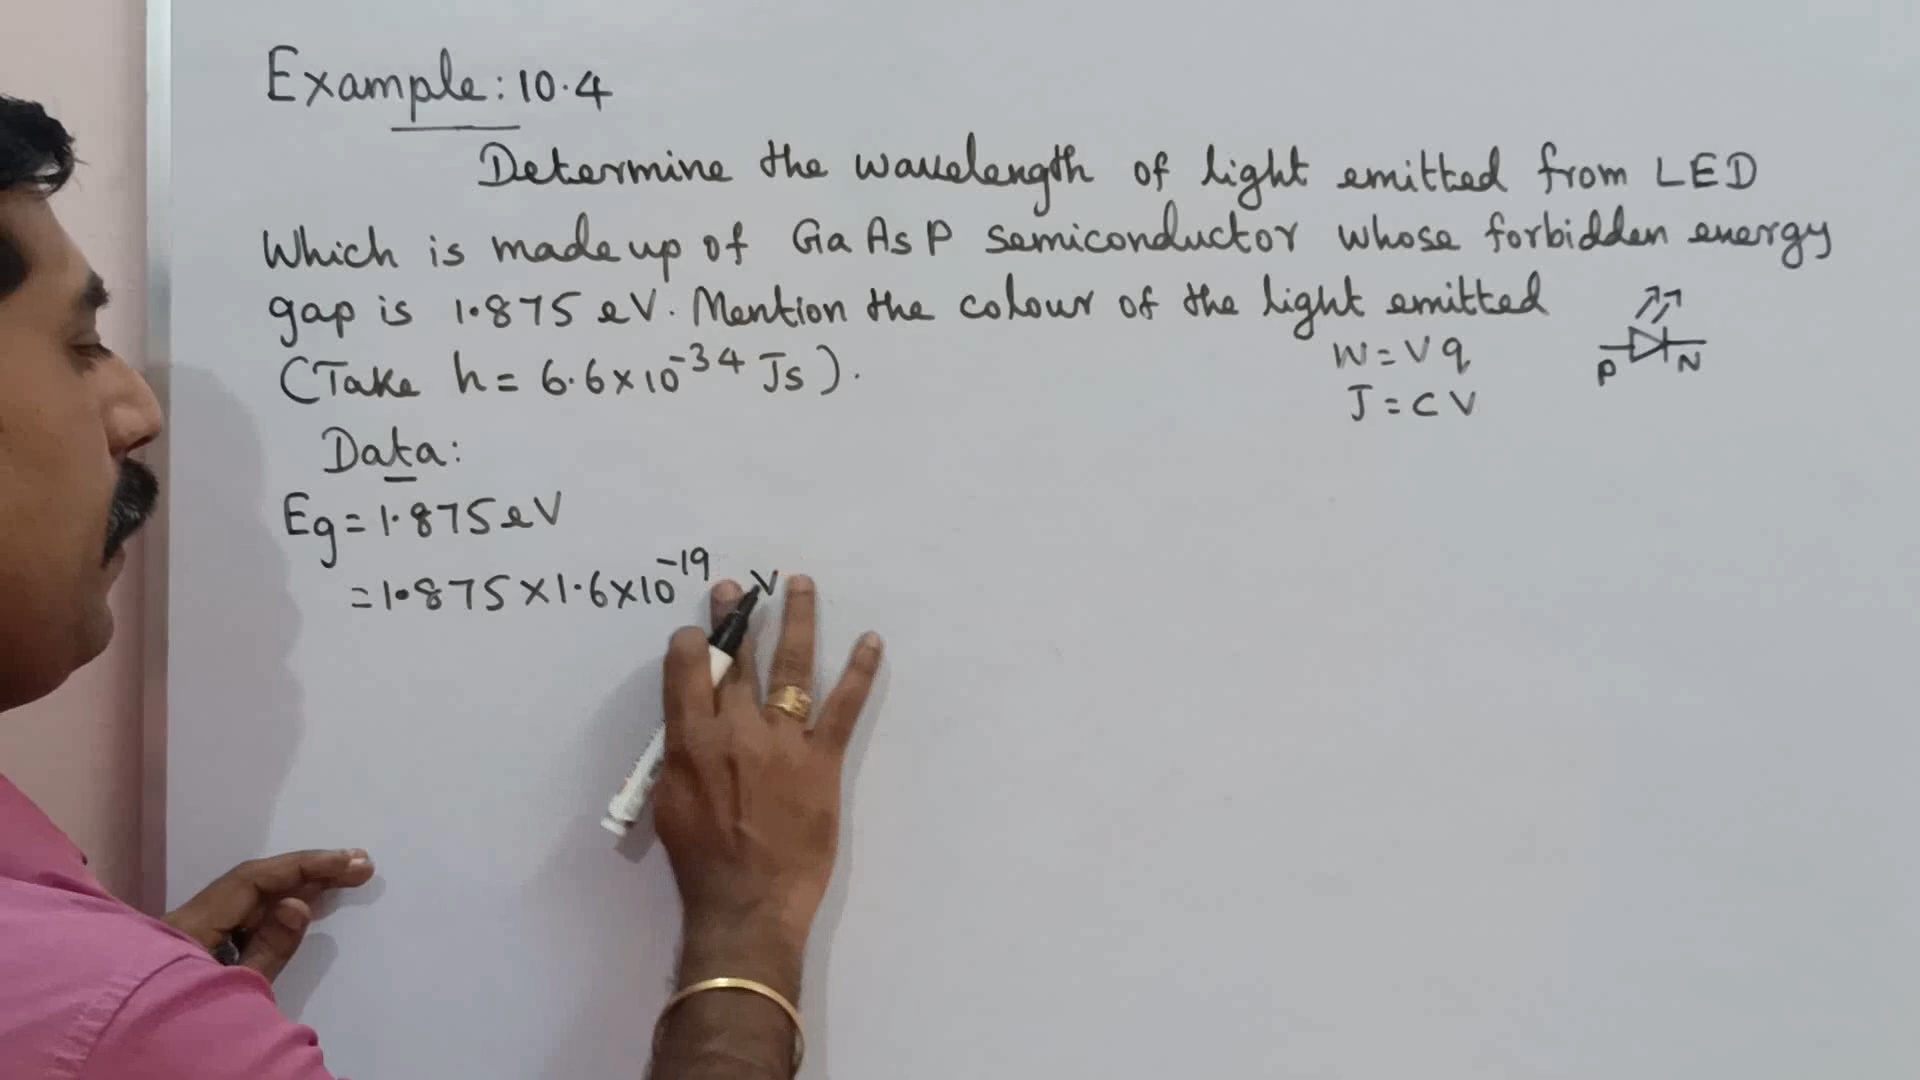 Example: 10.4
Determine the wavelength of light emitted from LED
Which is made up of GaAsP semiconductor whose forbidden energy
gap is 1.875 eV. Mention the colour of the light emitted
(Take h = 6.6×10⁻³⁴ Js).
W = Vq
J = CV
P N
Data:
Eg = 1.875 eV
= 1.875 × 1.6 × 10⁻¹⁹ V